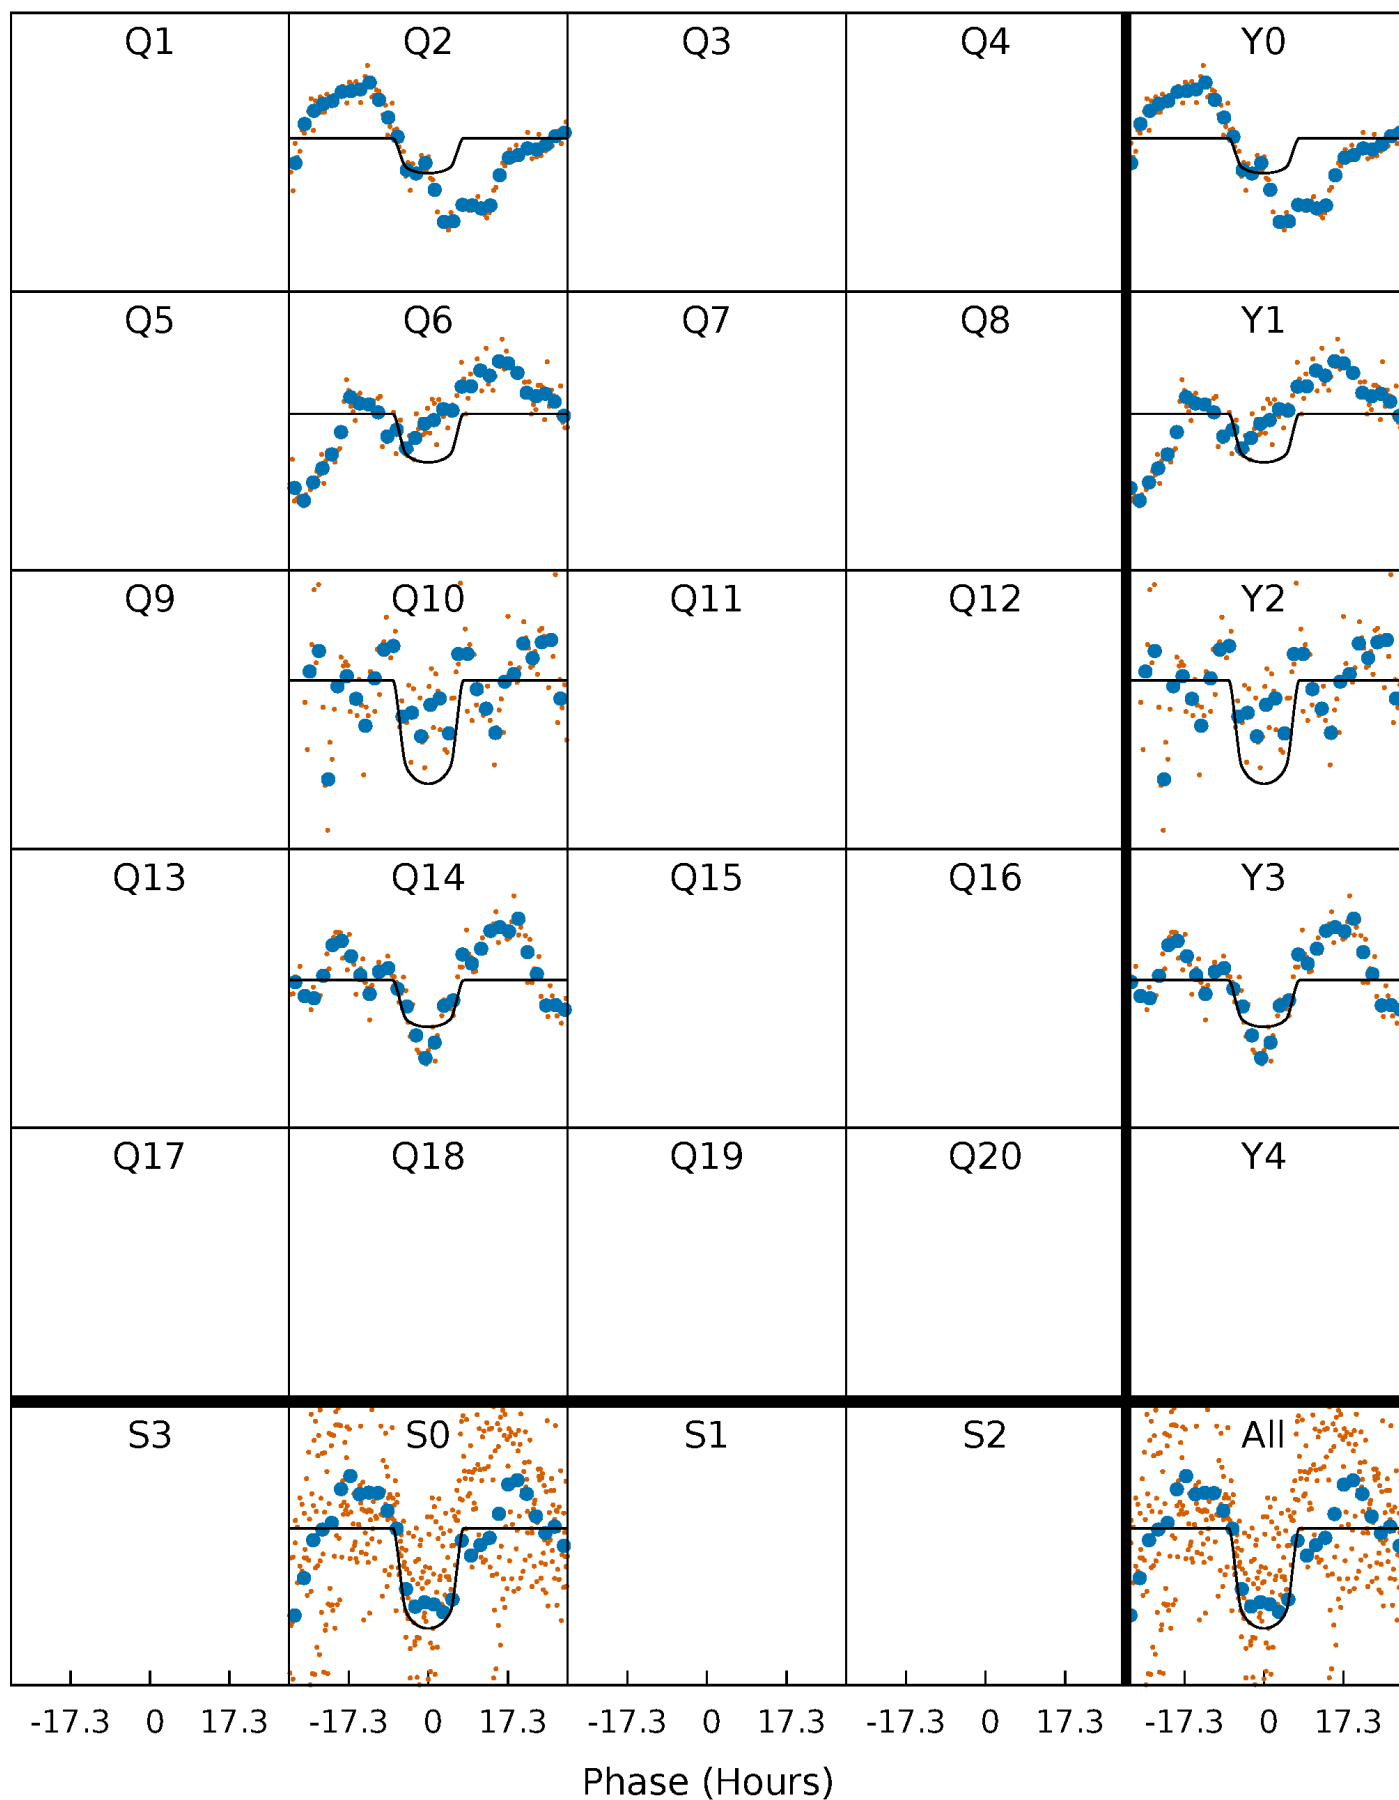 Q1 Q2 Q3 Q4 Y0
Q5 Q6 Q7 Q8 Y1
Q9 Q10 Q11 Q12 Y2
Q13 Q14 Q15 Q16 Y3
Q17 Q18 Q19 Q20 Y4
S3 S0 S1 S2 All
-17.3 0 17.3 -17.3 0 17.3 -17.3 0 17.3 -17.3 0 17.3 -17.3 0 17.3
Phase (Hours)